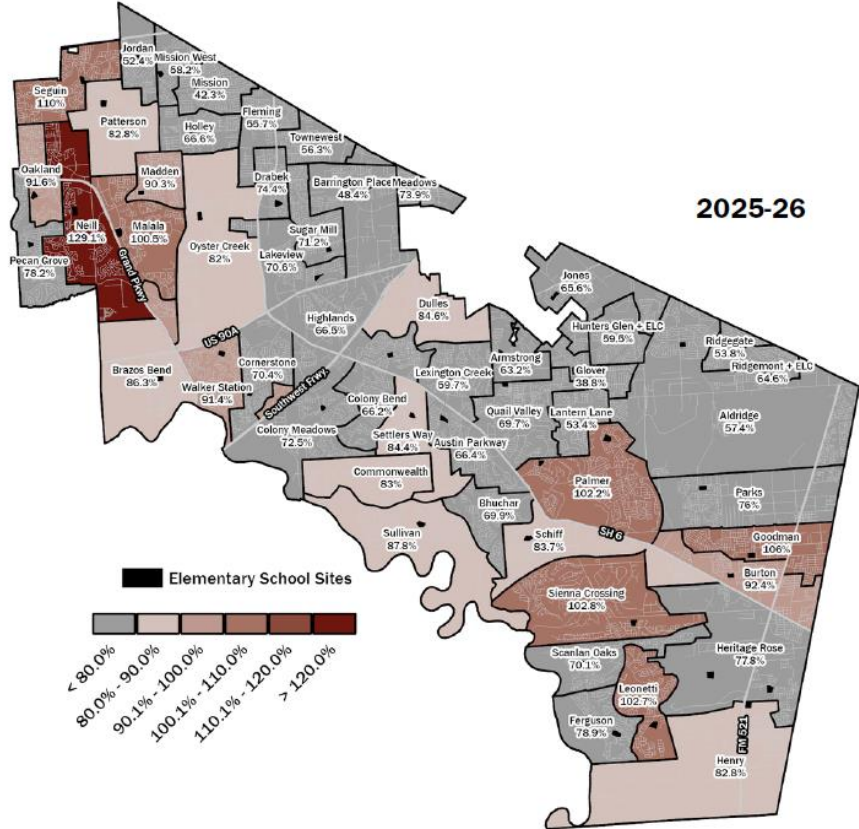 2025-26
Jordan
52.4%
Mission West
58.2%
Mission
42.3%
Seguin
110%
Patterson
82.8%
Holley
66.6%
Fleming
55.7%
Townewest
56.3%
Oakland
91.6%
Madden
90.3%
Drabek
74.4%
Barrington Place
48.4%
Meadows
73.9%
Neill
129.1%
Malala
100.5%
Oyster Creek
82%
Sugar Mill
71.2%
Lakeview
70.6%
Pecan Grove
78.2%
Grand Pkwy
Jones
65.6%
Dulles
84.6%
Highlands
66.5%
US 90A
Hunters Glen + ELC
59.5%
Ridgegate
53.8%
Ridgemont + ELC
64.6%
Brazos Bend
86.3%
Walker Station
91.4%
Cornerstone
70.4%
Southwest Frwy.
Lexington Creek
59.7%
Armstrong
63.2%
Glover
38.8%
Colony Bend
66.2%
Quail Valley
69.7%
Lantern Lane
53.4%
Aldridge
57.4%
Colony Meadows
72.5%
Settlers Way
84.4%
Austin Parkway
66.4%
Commonwealth
83%
Palmer
102.2%
Parks
76%
Bhuchar
69.9%
Sullivan
87.8%
Schiff
83.7%
SH 6
Goodman
106%
Burton
92.4%
Elementary School Sites
Sienna Crossing
102.8%
Scanlan Oaks
70.1%
Heritage Rose
77.8%
Leonetti
102.7%
Ferguson
78.9%
FM 521
Henry
82.8%
< 80.0%
80.0% - 90.0%
90.1% - 100.0%
100.1% - 110.0%
110.1% - 120.0%
> 120.0%